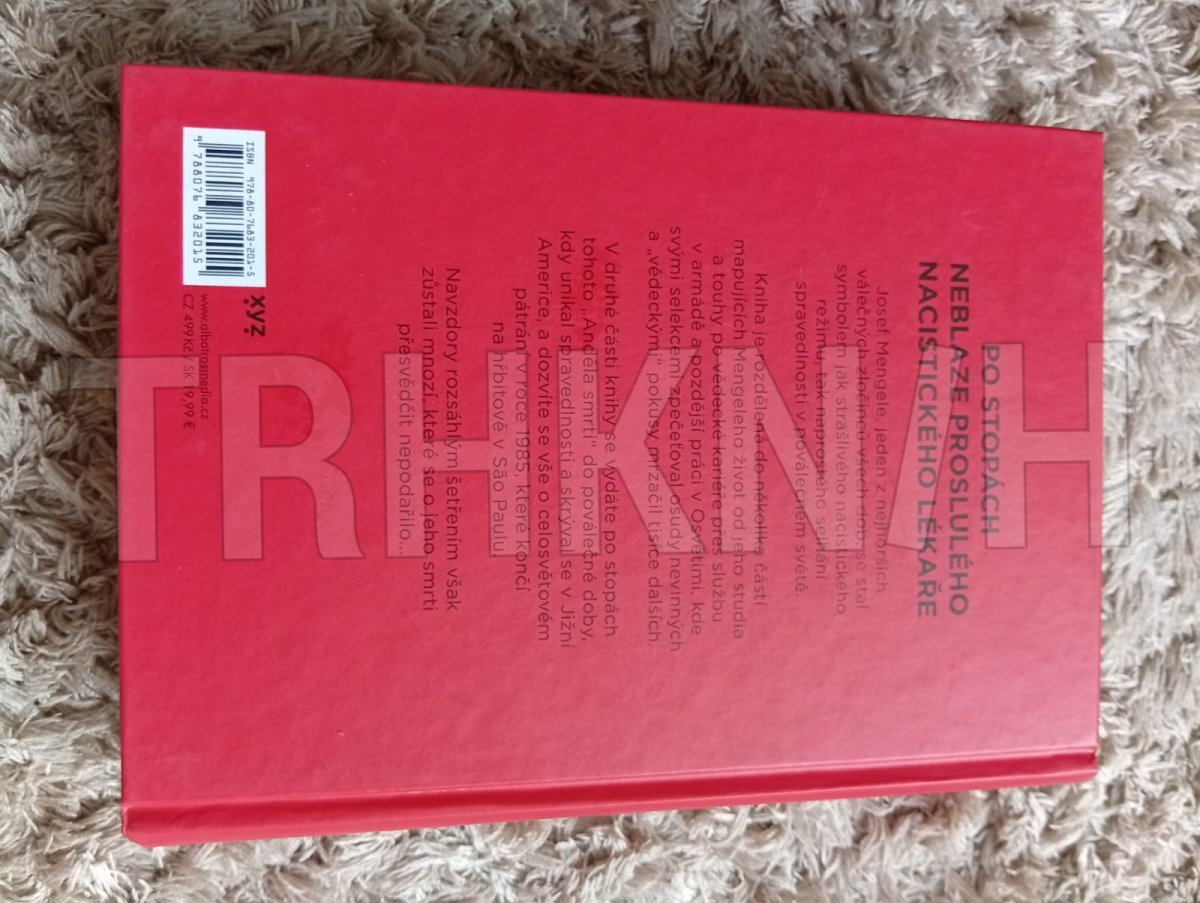 PO STOPÁCH
NEBLAZE PROSLULÉHO
NACISTICKÉHO LÉKAŘE
Josef Mengele, jeden z nejhorších
válečných zločinců všech dob, se stal
symbolem jak strašlivého nacistického
režimu, tak naprostého selhání
spravedlnosti v poválečném světě.
Kniha je rozdělena do několika částí
mapujících Mengeleho život od jeho studia
a touhy po vědecké kariéře přes službu
v armádě a pozdější práci v Osvětimi, kde
svými selekcemi zpečeťoval osudy nevinných
a „vědeckými“ pokusy mrzačil tisíce dalších.
V druhé části knihy se vydáte po stopách
tohoto „Anděla smrti“ do poválečné doby,
kdy unikal spravedlnosti a skrýval se v Jižní
Americe, a dozvíte se vše o celosvětovém
pátrání v roce 1985, které končí
na hřbitově v São Paulu.
Navzdory rozsáhlým šetřením však
zůstali mnozí, které se o jeho smrti
přesvědčit nepodařilo...
ISBN 978-80-7683-201-5
9 788076 832015
xyz
www.albatrosmedia.cz
CZ 499 Kč / SK 19,99 €
TRHKNIH